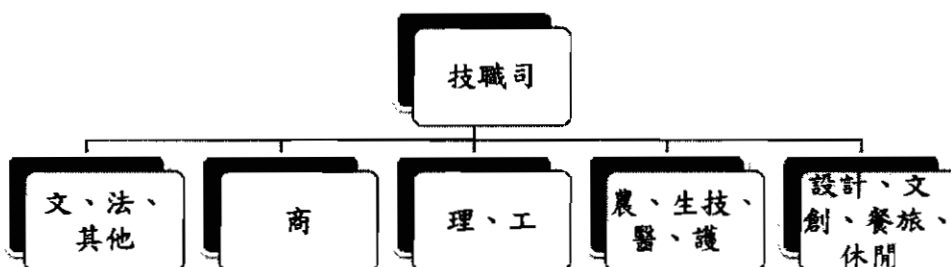 技職司
文、法、
其他
商
理、工
農、生技、
醫、護
設計、文
創、餐旅、
休閒